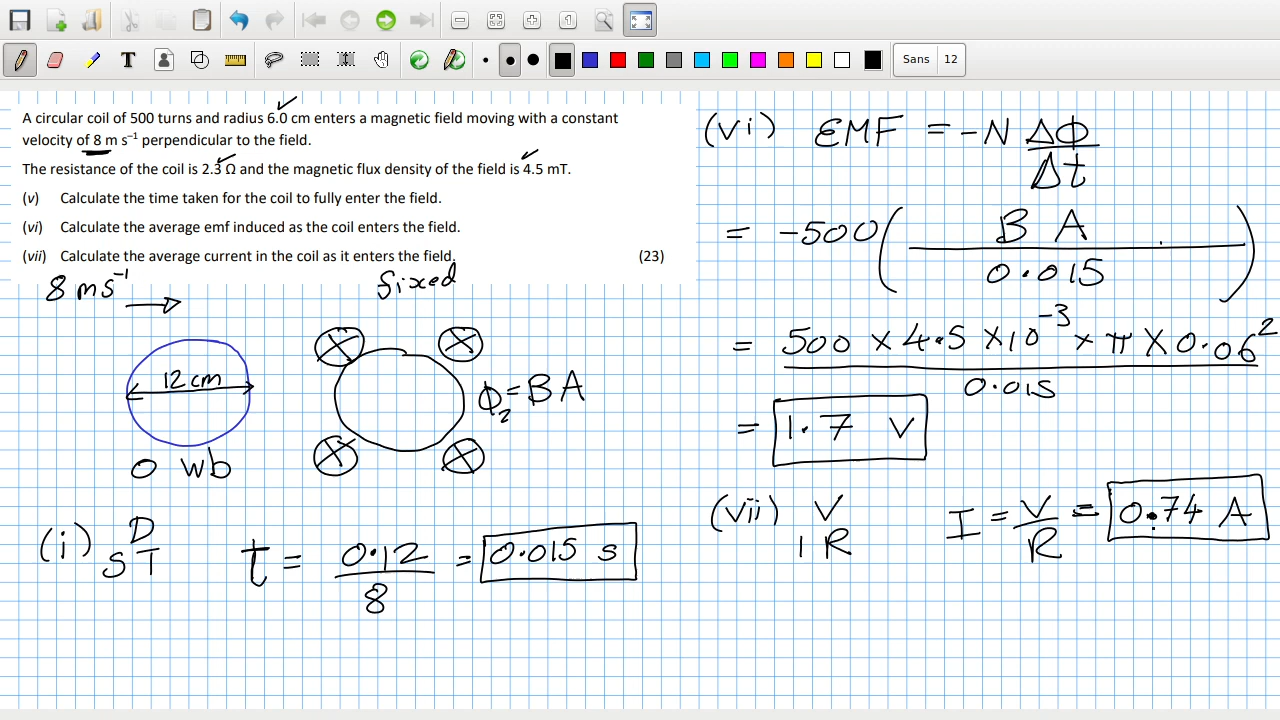 Sans 12
A circular coil of 500 turns and radius 6.0 cm enters a magnetic field moving with a constant
velocity of 8 m s⁻¹ perpendicular to the field.
The resistance of the coil is 2.3 Ω and the magnetic flux density of the field is 4.5 mT.
(v) Calculate the time taken for the coil to fully enter the field.
(vi) Calculate the average emf induced as the coil enters the field.
(vii) Calculate the average current in the coil as it enters the field. (23)
8 ms⁻¹ →
fixed
12 cm
ϕ₂ = B A
0 wb
(i) D
S T
t = 0.12 / 8 = 0.015 s
(vi) EMF = -N Δϕ / Δt
= -500 ( B A / 0.015 )
= 500 × 4.5 × 10⁻³ × π × 0.06² / 0.015
= 1.7 V
(vii) V
I R
I = V / R = 0.74 A